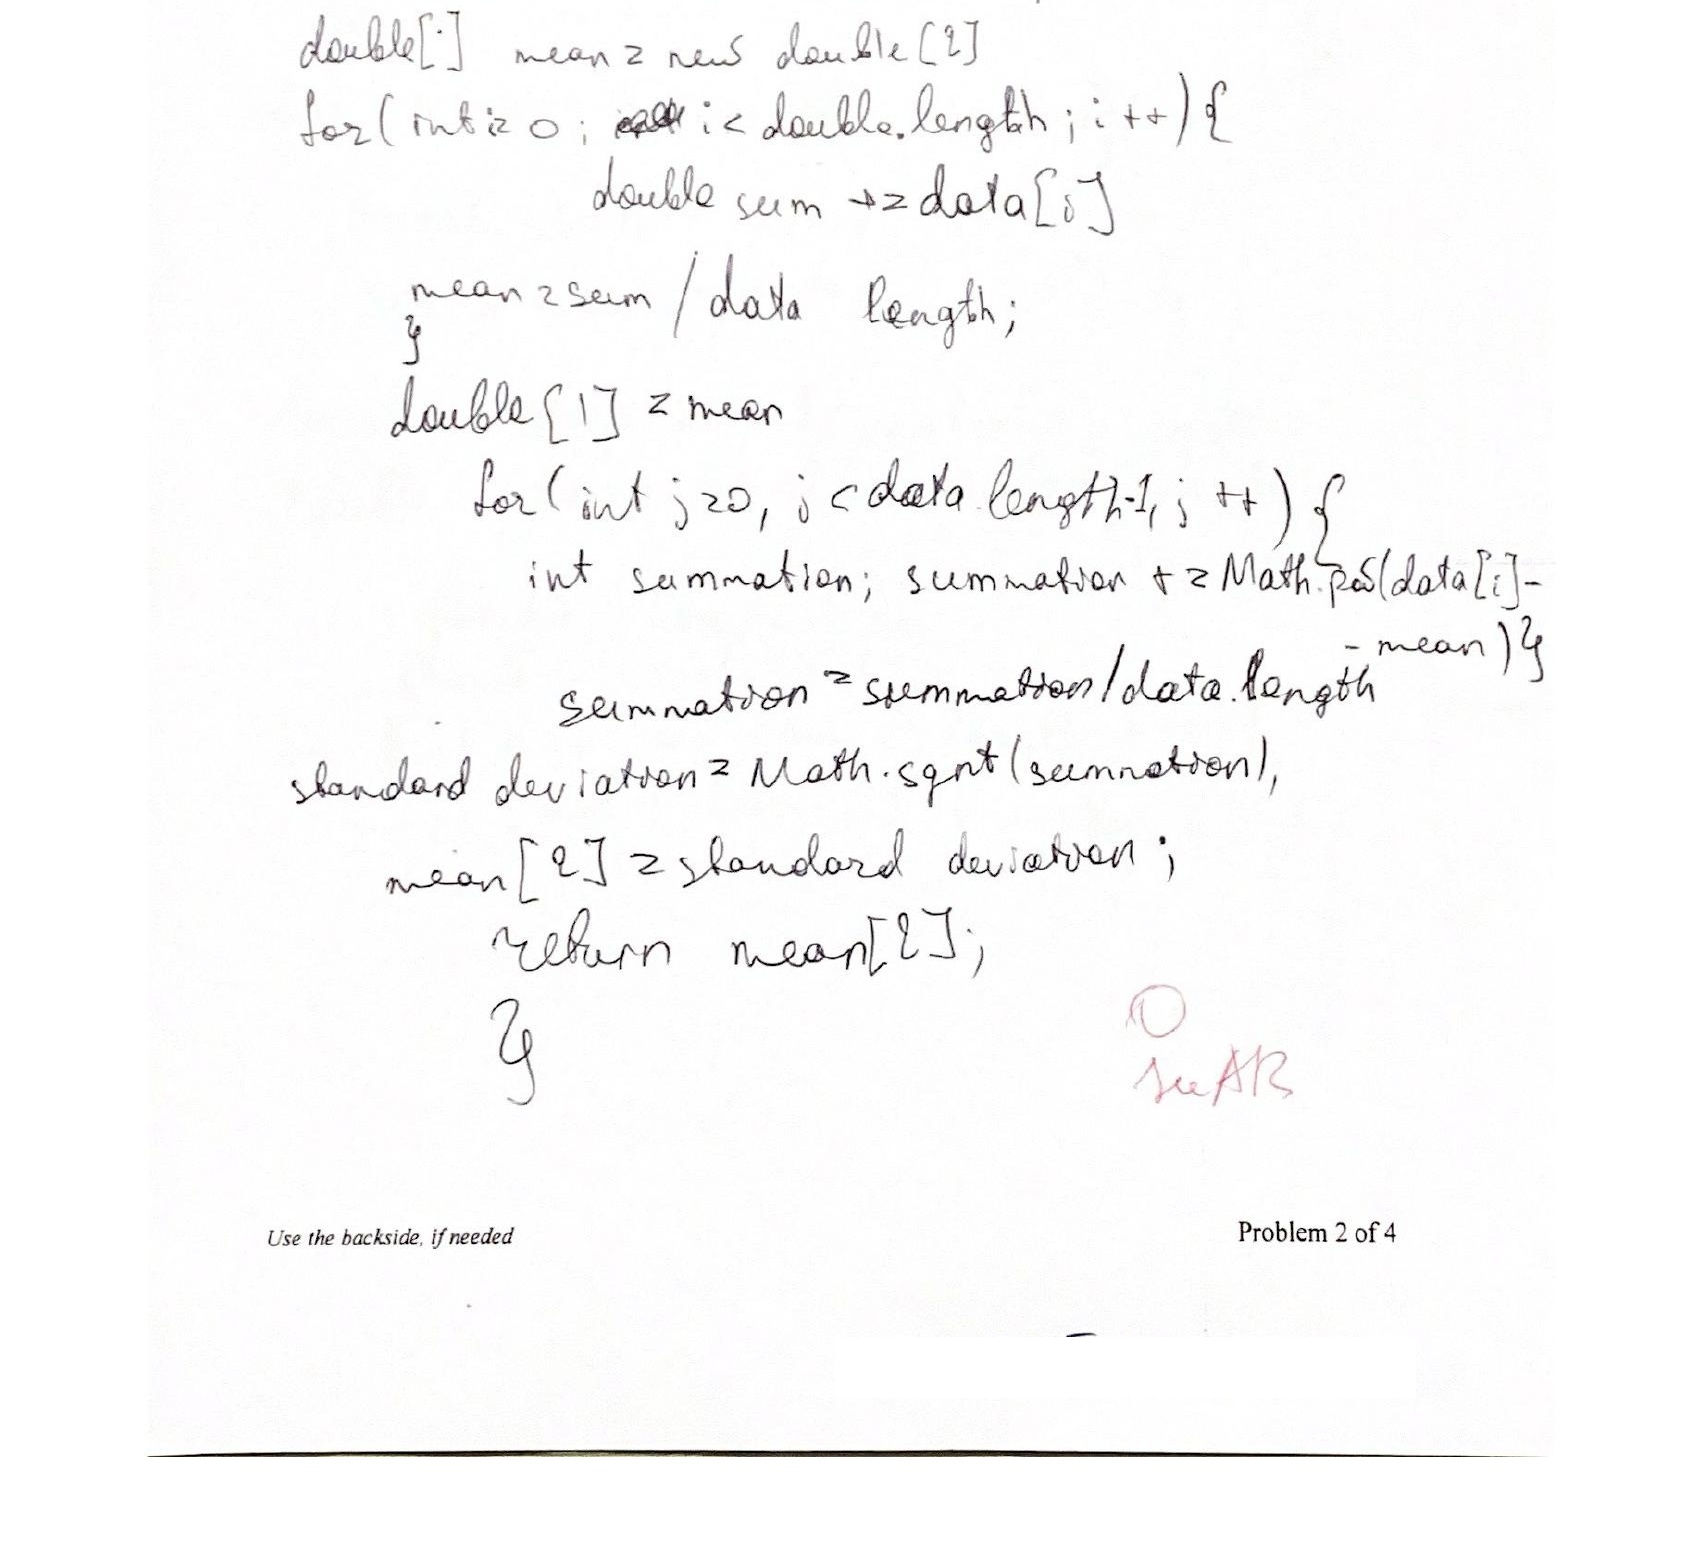 double[] mean = new double[2]
for(int i = 0; i < double.length; i++){
double sum += data[i]
mean = sum / data length;
}
double[1] = mean
for(int j = 0, j < data.length-1, j++){
int summation; summation += Math.pow(data[i]-
- mean)}
summation = summation/data.length
standard deviation = Math.sqrt(summation),
mean[2] = standard deviation;
return mean[2];
}
0
see AR
Use the backside, if needed
Problem 2 of 4